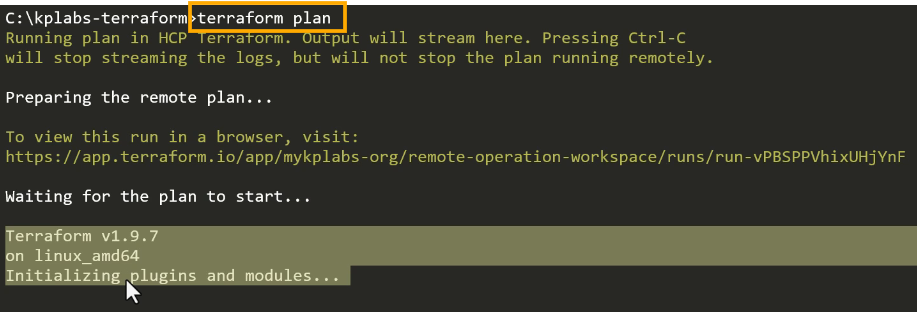 C:\kplabs-terraform>terraform plan
Running plan in HCP Terraform. Output will stream here. Pressing Ctrl-C
will stop streaming the logs, but will not stop the plan running remotely.
Preparing the remote plan...
To view this run in a browser, visit:
https://app.terraform.io/app/mykplabs-org/remote-operation-workspace/runs/run-vPBSPPVhixUHjYnF
Waiting for the plan to start...
Terraform v1.9.7
on linux_amd64
Initializing plugins and modules...